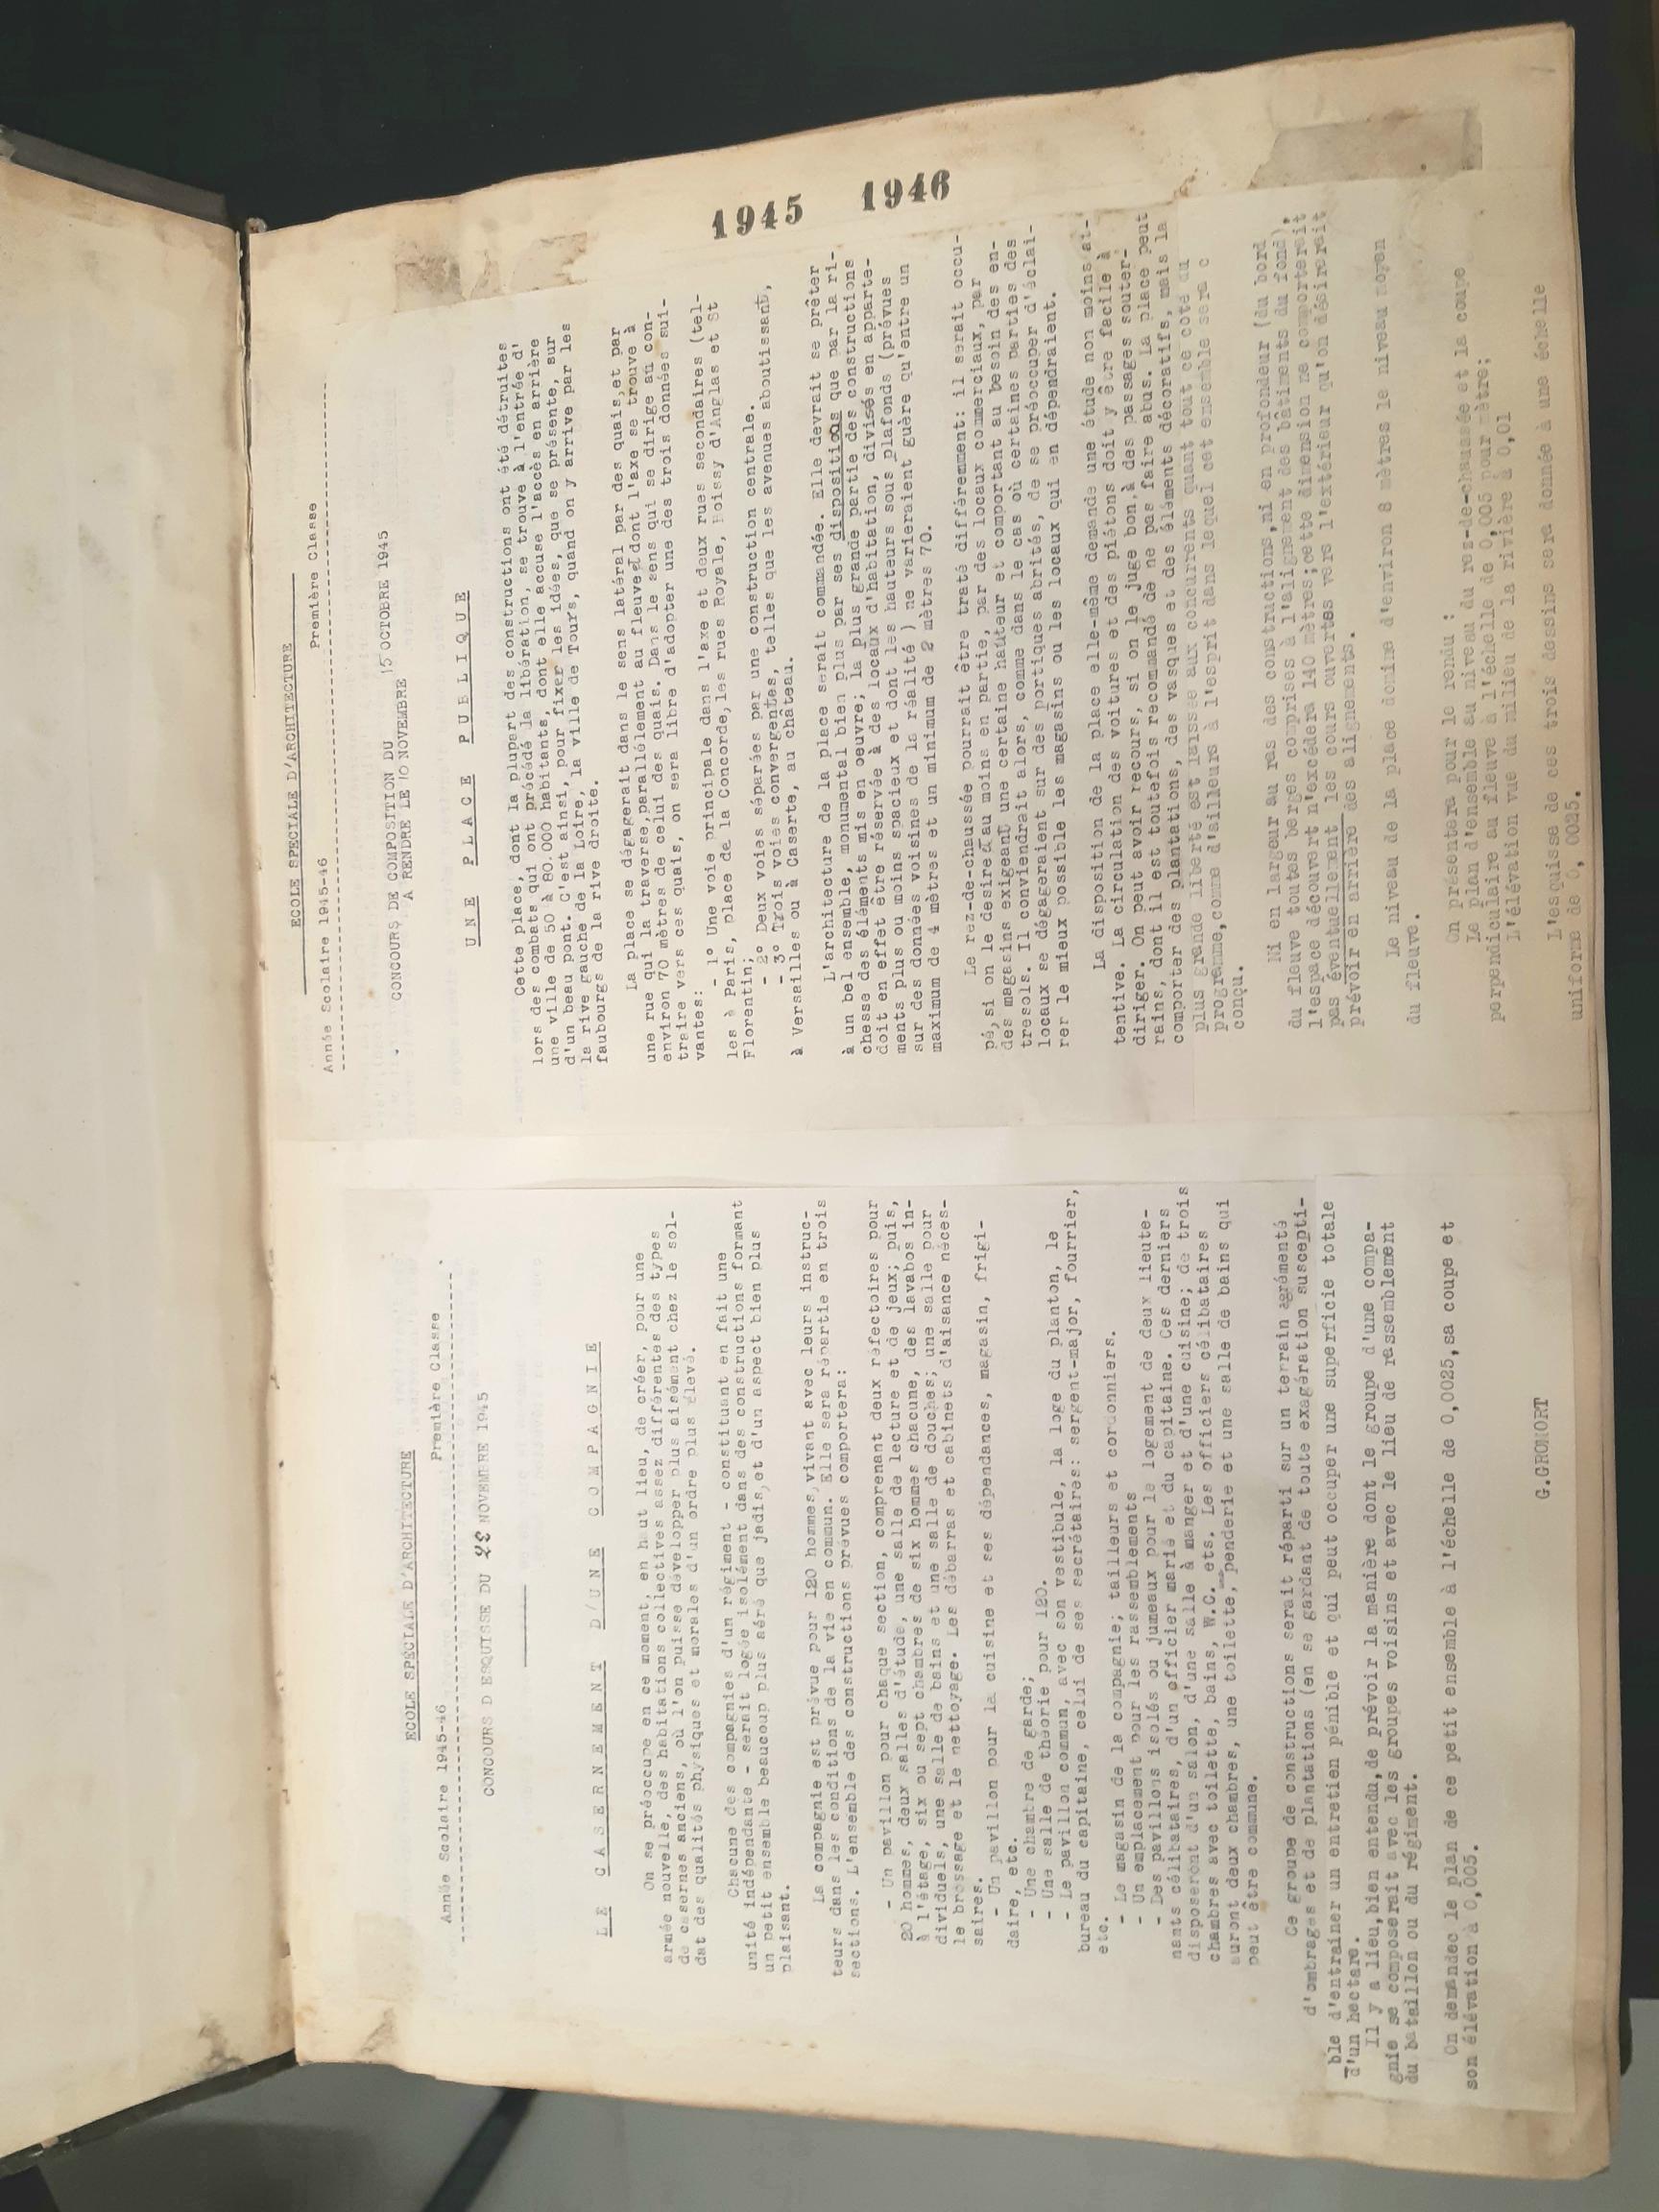 1945 1946
ECOLE SPÉCIALE D'ARCHITECTURE
Année Scolaire 1945-46 Première Classe
CONCOURS D ESQUISSE DU 28 NOVEMBRE 1945
LE CASERNEMENT D'UNE COMPAGNIE
On se préoccupe en ce moment, en haut lieu, de créer, pour une
armée nouvelle, des habitations collectives assez différentes des types
de casernes anciens, où l'on puisse développer plus aisément chez le sol-
dat des qualités physiques et morales d'un ordre plus élevé.
Chacune des compagnies d'un régiment - constituant en fait une
unité indépendante - serait logée isolément dans des constructions formant
un petit ensemble beaucoup plus aéré que jadis, et d'un aspect bien plus
plaisant.
La compagnie est prévue pour 120 hommes, vivant avec leurs instruc-
teurs dans les conditions de la vie en commun. Elle sera répartie en trois
sections. L'ensemble des constructions prévues comportera:
- Un pavillon pour chaque section, comprenant deux réfectoires pour
20 hommes, deux salles d'étude, une salle de lecture et de jeux; puis,
à l'étage, six ou sept chambres de six hommes chacune, des lavabos in-
dividuels, une salle de bains et une salle de douches; une salle pour
le brossage et le nettoyage. Les débarras et cabinets d'aisance néces-
saires.
- Un pavillon pour la cuisine et ses dépendances, magasin, frigi-
daire, etc.
- Une chambre de garde;
- Une salle de théorie pour 120.
- Le pavillon commun, avec son vestibule, la loge du planton, le
bureau du capitaine, celui de ses secrétaires: sergent-major, fourrier,
etc.
- Le magasin de la compagnie; tailleurs et cordonniers.
- Un emplacement pour les rassemblements
- Des pavillons isolés ou jumeaux pour le logement de deux lieute-
nants célibataires, d'un officier marié et du capitaine. Ces derniers
disposeront d'un salon, d'une salle à manger et d'une cuisine; de trois
chambres avec toilette, bains, W.C. ets. Les officiers célibataires
auront deux chambres, une toilette, une penderie et une salle de bains qui
peut être commune.
Ce groupe de constructions serait réparti sur un terrain agrémenté
d'ombrages et de plantations (en se gardant de toute exagération suscepti-
ble d'entrainer un entretien pénible et qui peut occuper une superficie totale
d'un hectare.
Il y a lieu, bien entendu, de prévoir la manière dont le groupe d'une compa-
gnie se composerait avec les groupes voisins et avec le lieu de rassemblement
du bataillon ou du régiment.
On demandec le plan de ce petit ensemble à l'échelle de 0,0025, sa coupe et
son élévation à 0,005.
G.GROMORT
ECOLE SPECIALE D'ARCHITECTURE
Année Scolaire 1945-46 Première Classe
CONCOURS DE COMPOSITION DU 15 OCTOBRE 1945
A RENDRE LE 10 NOVEMBRE
UNE PLACE PUBLIQUE
Cette place, dont la plupart des constructions ont été détruites
lors des combats qui ont précédé la libération, se trouve à l'entrée d'
une ville de 50 à 80.000 habitants, dont elle accuse l'accès en arrière
d'un beau pont. C'est ainsi, pour fixer les idées, que se présente, sur
la rive gauche de la Loire, la ville de Tours, quand on y arrive par les
faubourgs de la rive droite.
La place se dégagerait dans le sens latéral par des quais, et par
une rue qui la traverse, parallèlement au fleuve, dont l'axe se trouve à
environ 70 mètres de celui des quais. Dans le sens qui se dirige au con-
traire vers ces quais, on sera libre d'adopter une des trois données sui-
vantes:
- 1° Une voie principale dans l'axe et deux rues secondaires (tel-
les à Paris, place de la Concorde, les rues Royale, Boissy d'Anglas et St
Florentin;
- 2° Deux voies séparées par une construction centrale.
- 3° Trois voies convergentes, telles que les avenues aboutissant,
à Versailles ou à Caserte, au château.
L'architecture de la place serait commandée. Elle devrait se prêter
à un bel ensemble, monumental bien plus par ses dispositions que par la ri-
chesse des éléments mis en oeuvre; la plus grande partie des constructions
doit en effet être réservée à des locaux d'habitation, divisés en apparte-
ments plus ou moins spacieux et dont les hauteurs sous plafonds (prévues
sur des données voisines de la réalité ) ne varieraient guère qu'entre un
maximum de 4 mètres et un minimum de 2 mètres 70.
Le rez-de-chaussée pourrait être traité différemment: il serait occu-
pé, si on le désire, au moins en partie, par des locaux commerciaux, par
des magasins exigeant une certaine hauteur et comportant au besoin des en-
tresols. Il conviendrait alors, comme dans le cas où certaines parties des
locaux se dégageraient sur des portiques abrités, de se préoccuper d'éclai-
rer le mieux possible les magasins ou les locaux qui en dépendraient.
La disposition de la place elle-même demande une étude non moins at-
tentive. La circulation des voitures et des piétons doit y être facile à
diriger. On peut avoir recours, si on le juge bon, à des passages souter-
rains, dont il est toutefois recommandé de ne pas faire abus. La place peut
comporter des plantations, des vasques et des éléments décoratifs, mais la
plus grande liberté est laissée aux concurrents quant tout ce coté du
programme, comme d'ailleurs à l'esprit dans lequel cet ensemble sera c
conçu.
Ni en largeur au ras des constructions, ni en profondeur (du bord
du fleuve toutes berges comprises à l'alignement des bâtiments du fond),
l'espace découvert n'excédera 140 mètres; cette dimension ne comporterait
pas éventuellement les cours ouvertes vers l'extérieur qu'on désirerait
prévoir en arrière des alignements.
Le niveau de la place domine d'environ 8 mètres le niveau moyen
du fleuve.
On présentera pour le rendu :
Le plan d'ensemble au niveau du rez-de-chaussée et la coupe
perpendiculaire au fleuve à l'échelle de 0,005 pour mètre;
L'élévation vue du milieu de la rivière à 0,01
L'esquisse de ces trois dessins sera donnée à une échelle
uniforme de 0, 0025.